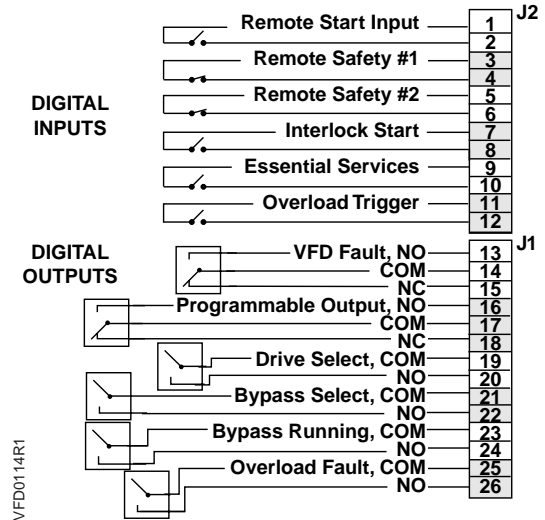 J2
Remote Start Input 1
2
Remote Safety #1 3
4
Remote Safety #2 5
6
DIGITAL INPUTS
Interlock Start 7
8
Essential Services 9
10
Overload Trigger 11
12
J1
DIGITAL OUTPUTS
VFD Fault, NO 13
COM 14
NC 15
Programmable Output, NO 16
COM 17
NC 18
Drive Select, COM 19
NO 20
Bypass Select, COM 21
NO 22
Bypass Running, COM 23
NO 24
Overload Fault, COM 25
NO 26
VFD0114R1